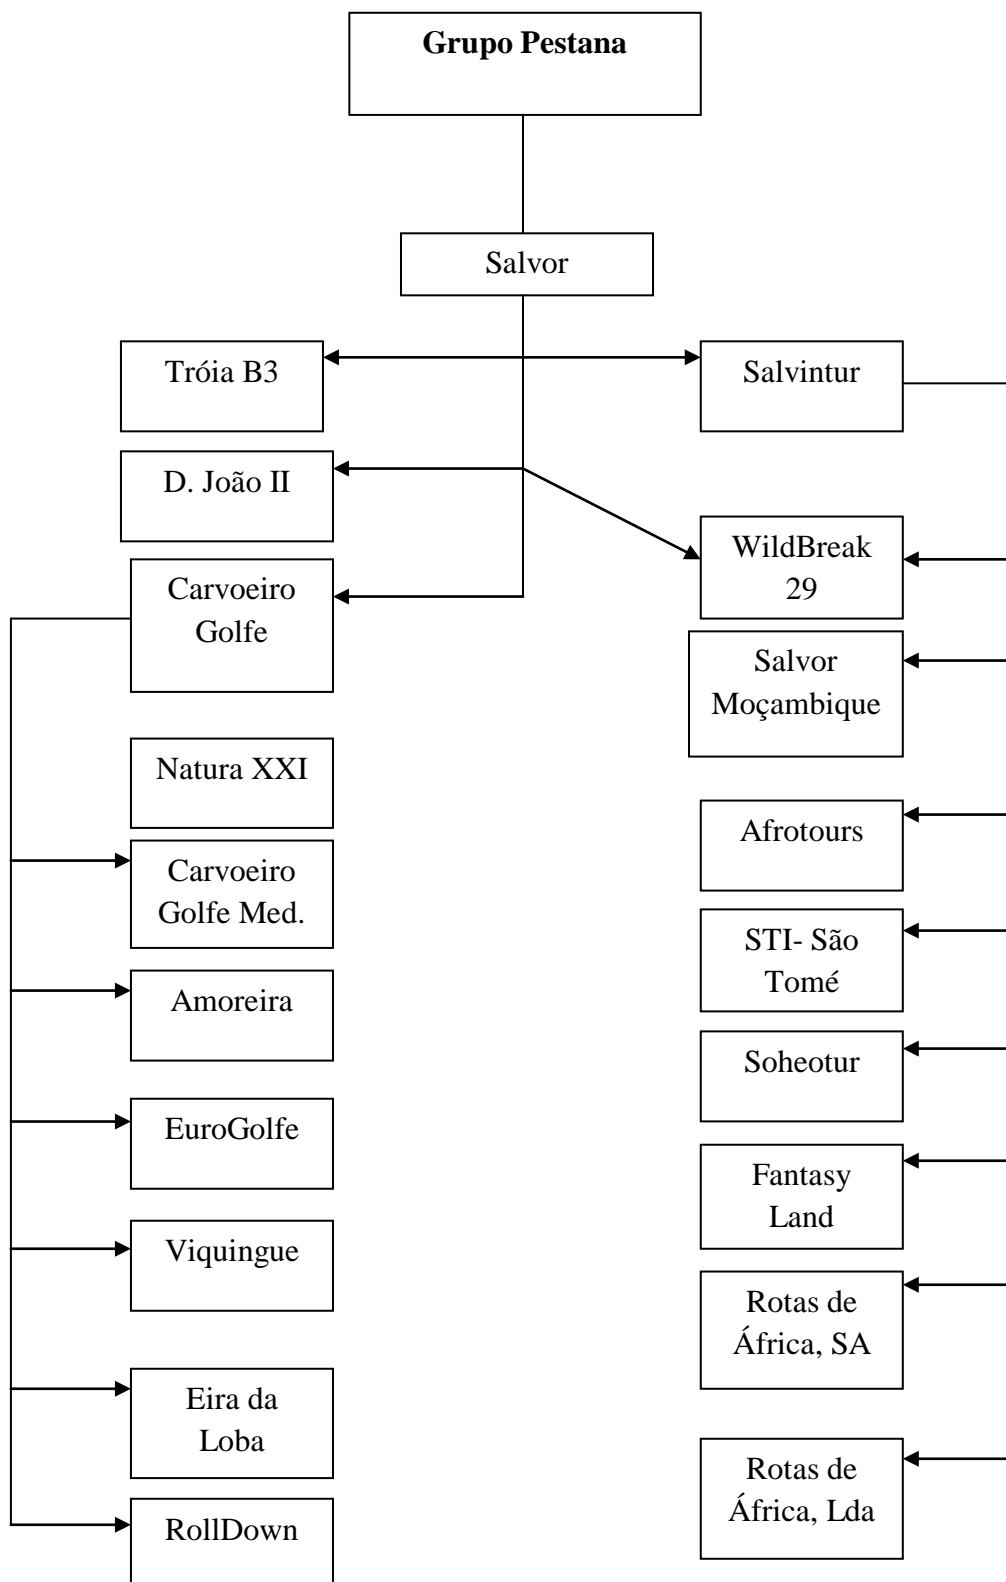 Grupo Pestana
Salvor
Tróia B3
Salvintur
D. João II
WildBreak
29
Carvoeiro
Golfe
Salvor
Moçambique
Natura XXI
Afrotours
Carvoeiro
Golfe Med.
STI- São
Tomé
Amoreira
Soheotur
EuroGolfe
Fantasy
Land
Viquingue
Rotas de
África, SA
Eira da
Loba
Rotas de
África, Lda
RollDown